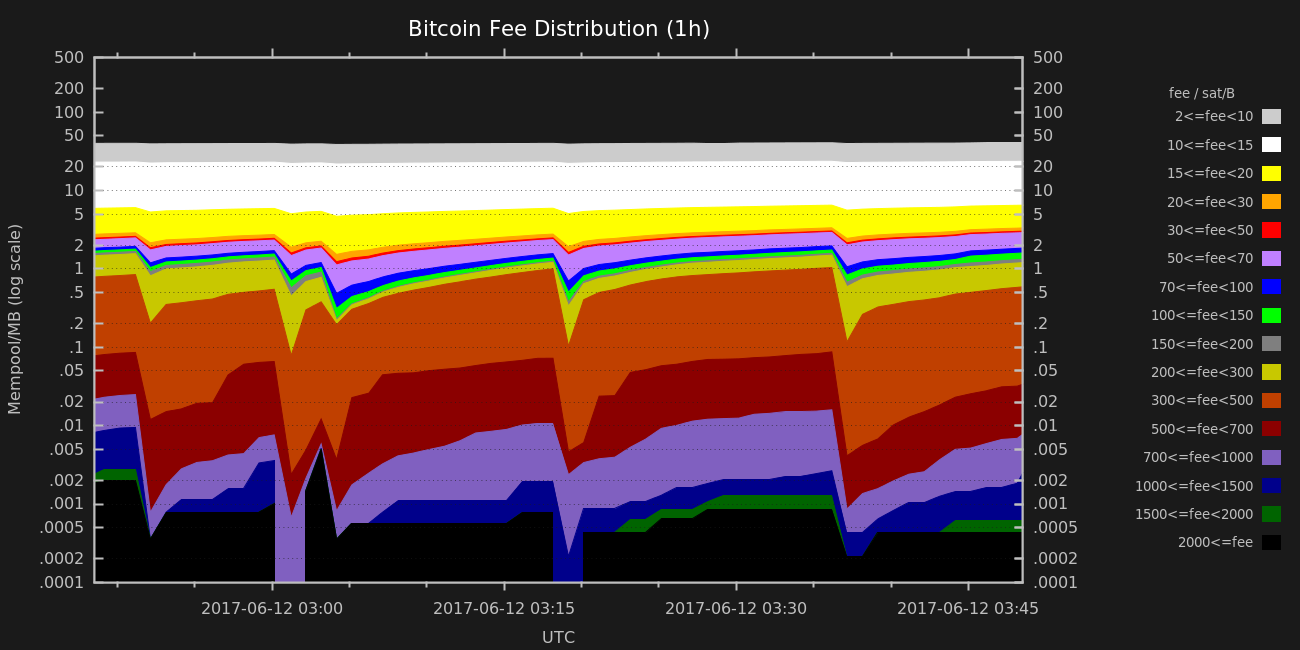 Bitcoin Fee Distribution (1h)
500
200
100
50
20
10
5
2
1
.5
.2
.1
.05
.02
.01
.005
.002
.001
.0005
.0002
.0001
Mempool/MB (log scale)
500
200
100
50
20
10
5
2
1
.5
.2
.1
.05
.02
.01
.005
.002
.001
.0005
.0002
.0001
2017-06-12 03:00
2017-06-12 03:15
2017-06-12 03:30
2017-06-12 03:45
UTC
fee / sat/B
2<=fee<10
10<=fee<15
15<=fee<20
20<=fee<30
30<=fee<50
50<=fee<70
70<=fee<100
100<=fee<150
150<=fee<200
200<=fee<300
300<=fee<500
500<=fee<700
700<=fee<1000
1000<=fee<1500
1500<=fee<2000
2000<=fee